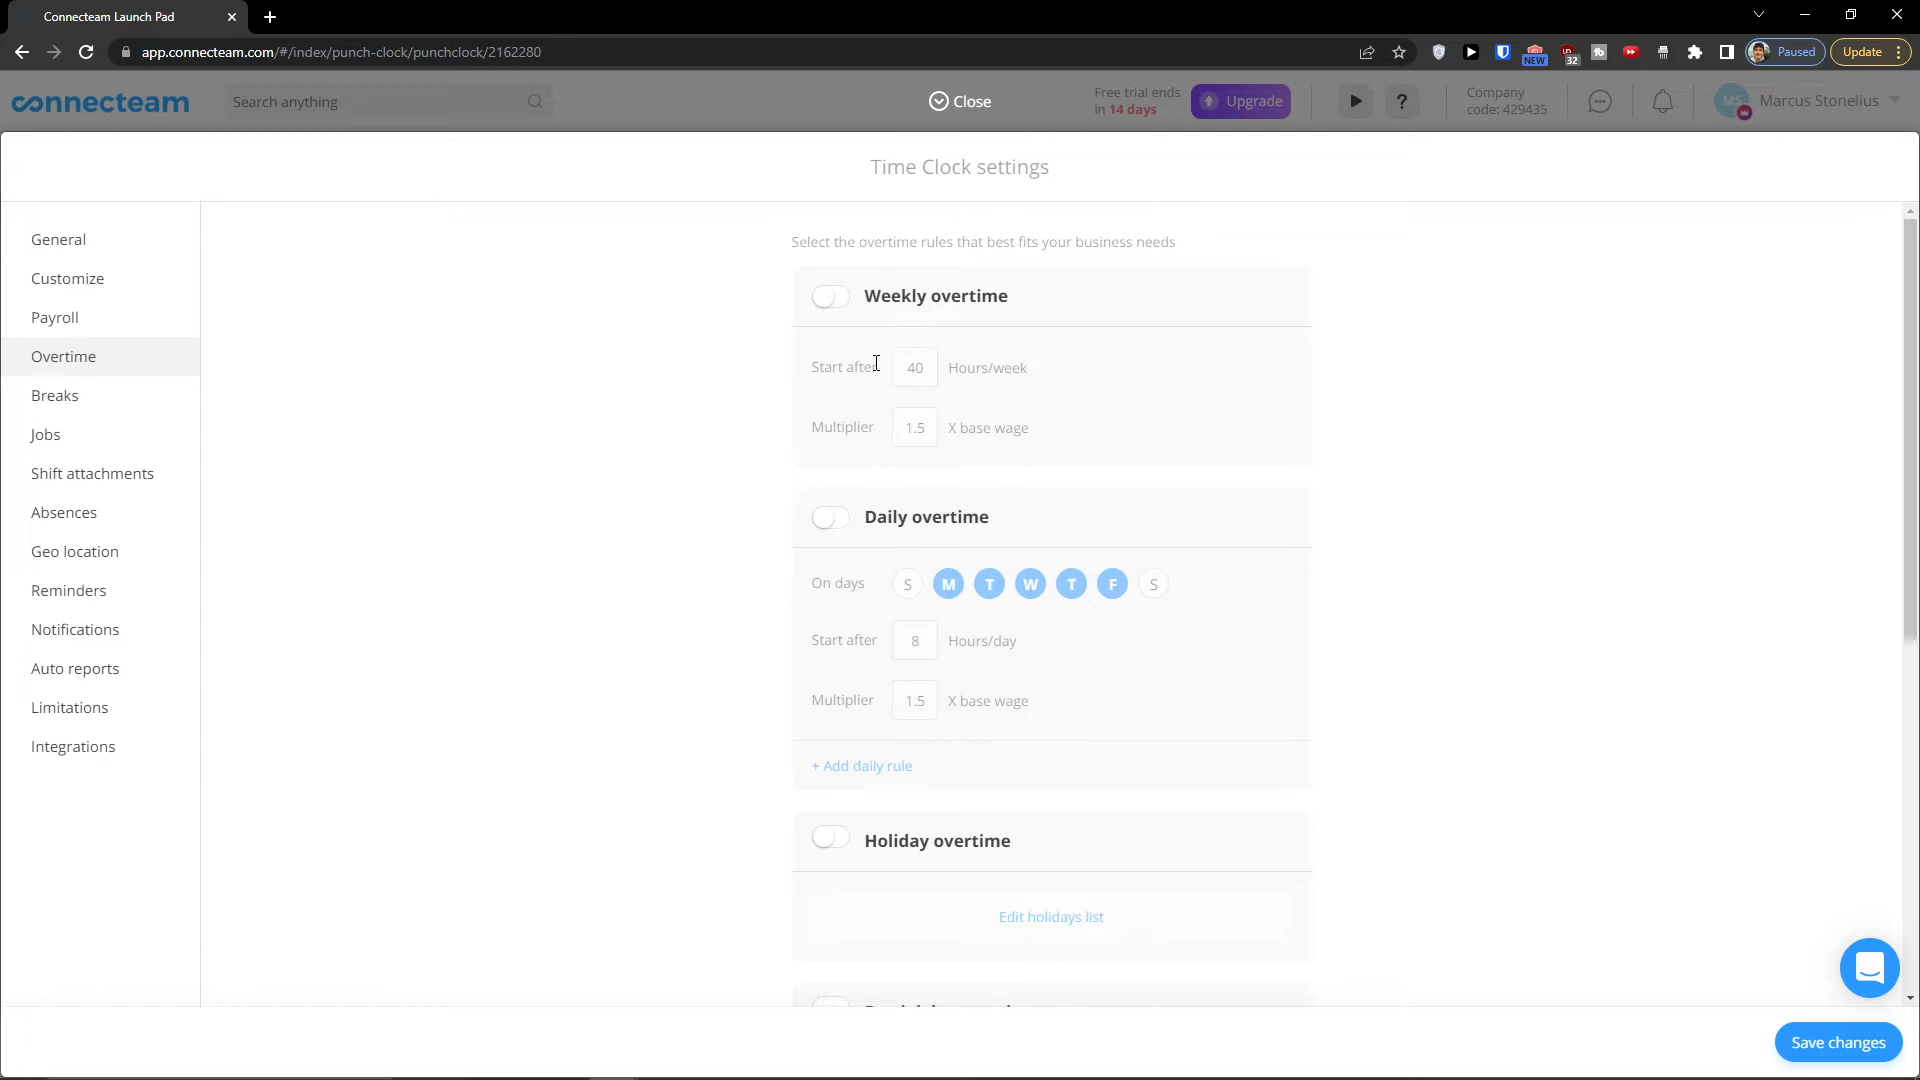 Connecteam Launch Pad
app.connecteam.com/#/index/punch-clock/punchclock/2162280
NEW
32
Paused
Update
connecteam
Search anything
Close
Free trial ends
in 14 days
Upgrade
?
Company
code: 429435
MS
Marcus Stonelius
Time Clock settings
General
Customize
Payroll
Overtime
Breaks
Jobs
Shift attachments
Absences
Geo location
Reminders
Notifications
Auto reports
Limitations
Integrations
Select the overtime rules that best fits your business needs
Weekly overtime
Start after 40 Hours/week
Multiplier 1.5 X base wage
Daily overtime
On days S M T W T F S
Start after 8 Hours/day
Multiplier 1.5 X base wage
+ Add daily rule
Holiday overtime
Edit holidays list
Save changes